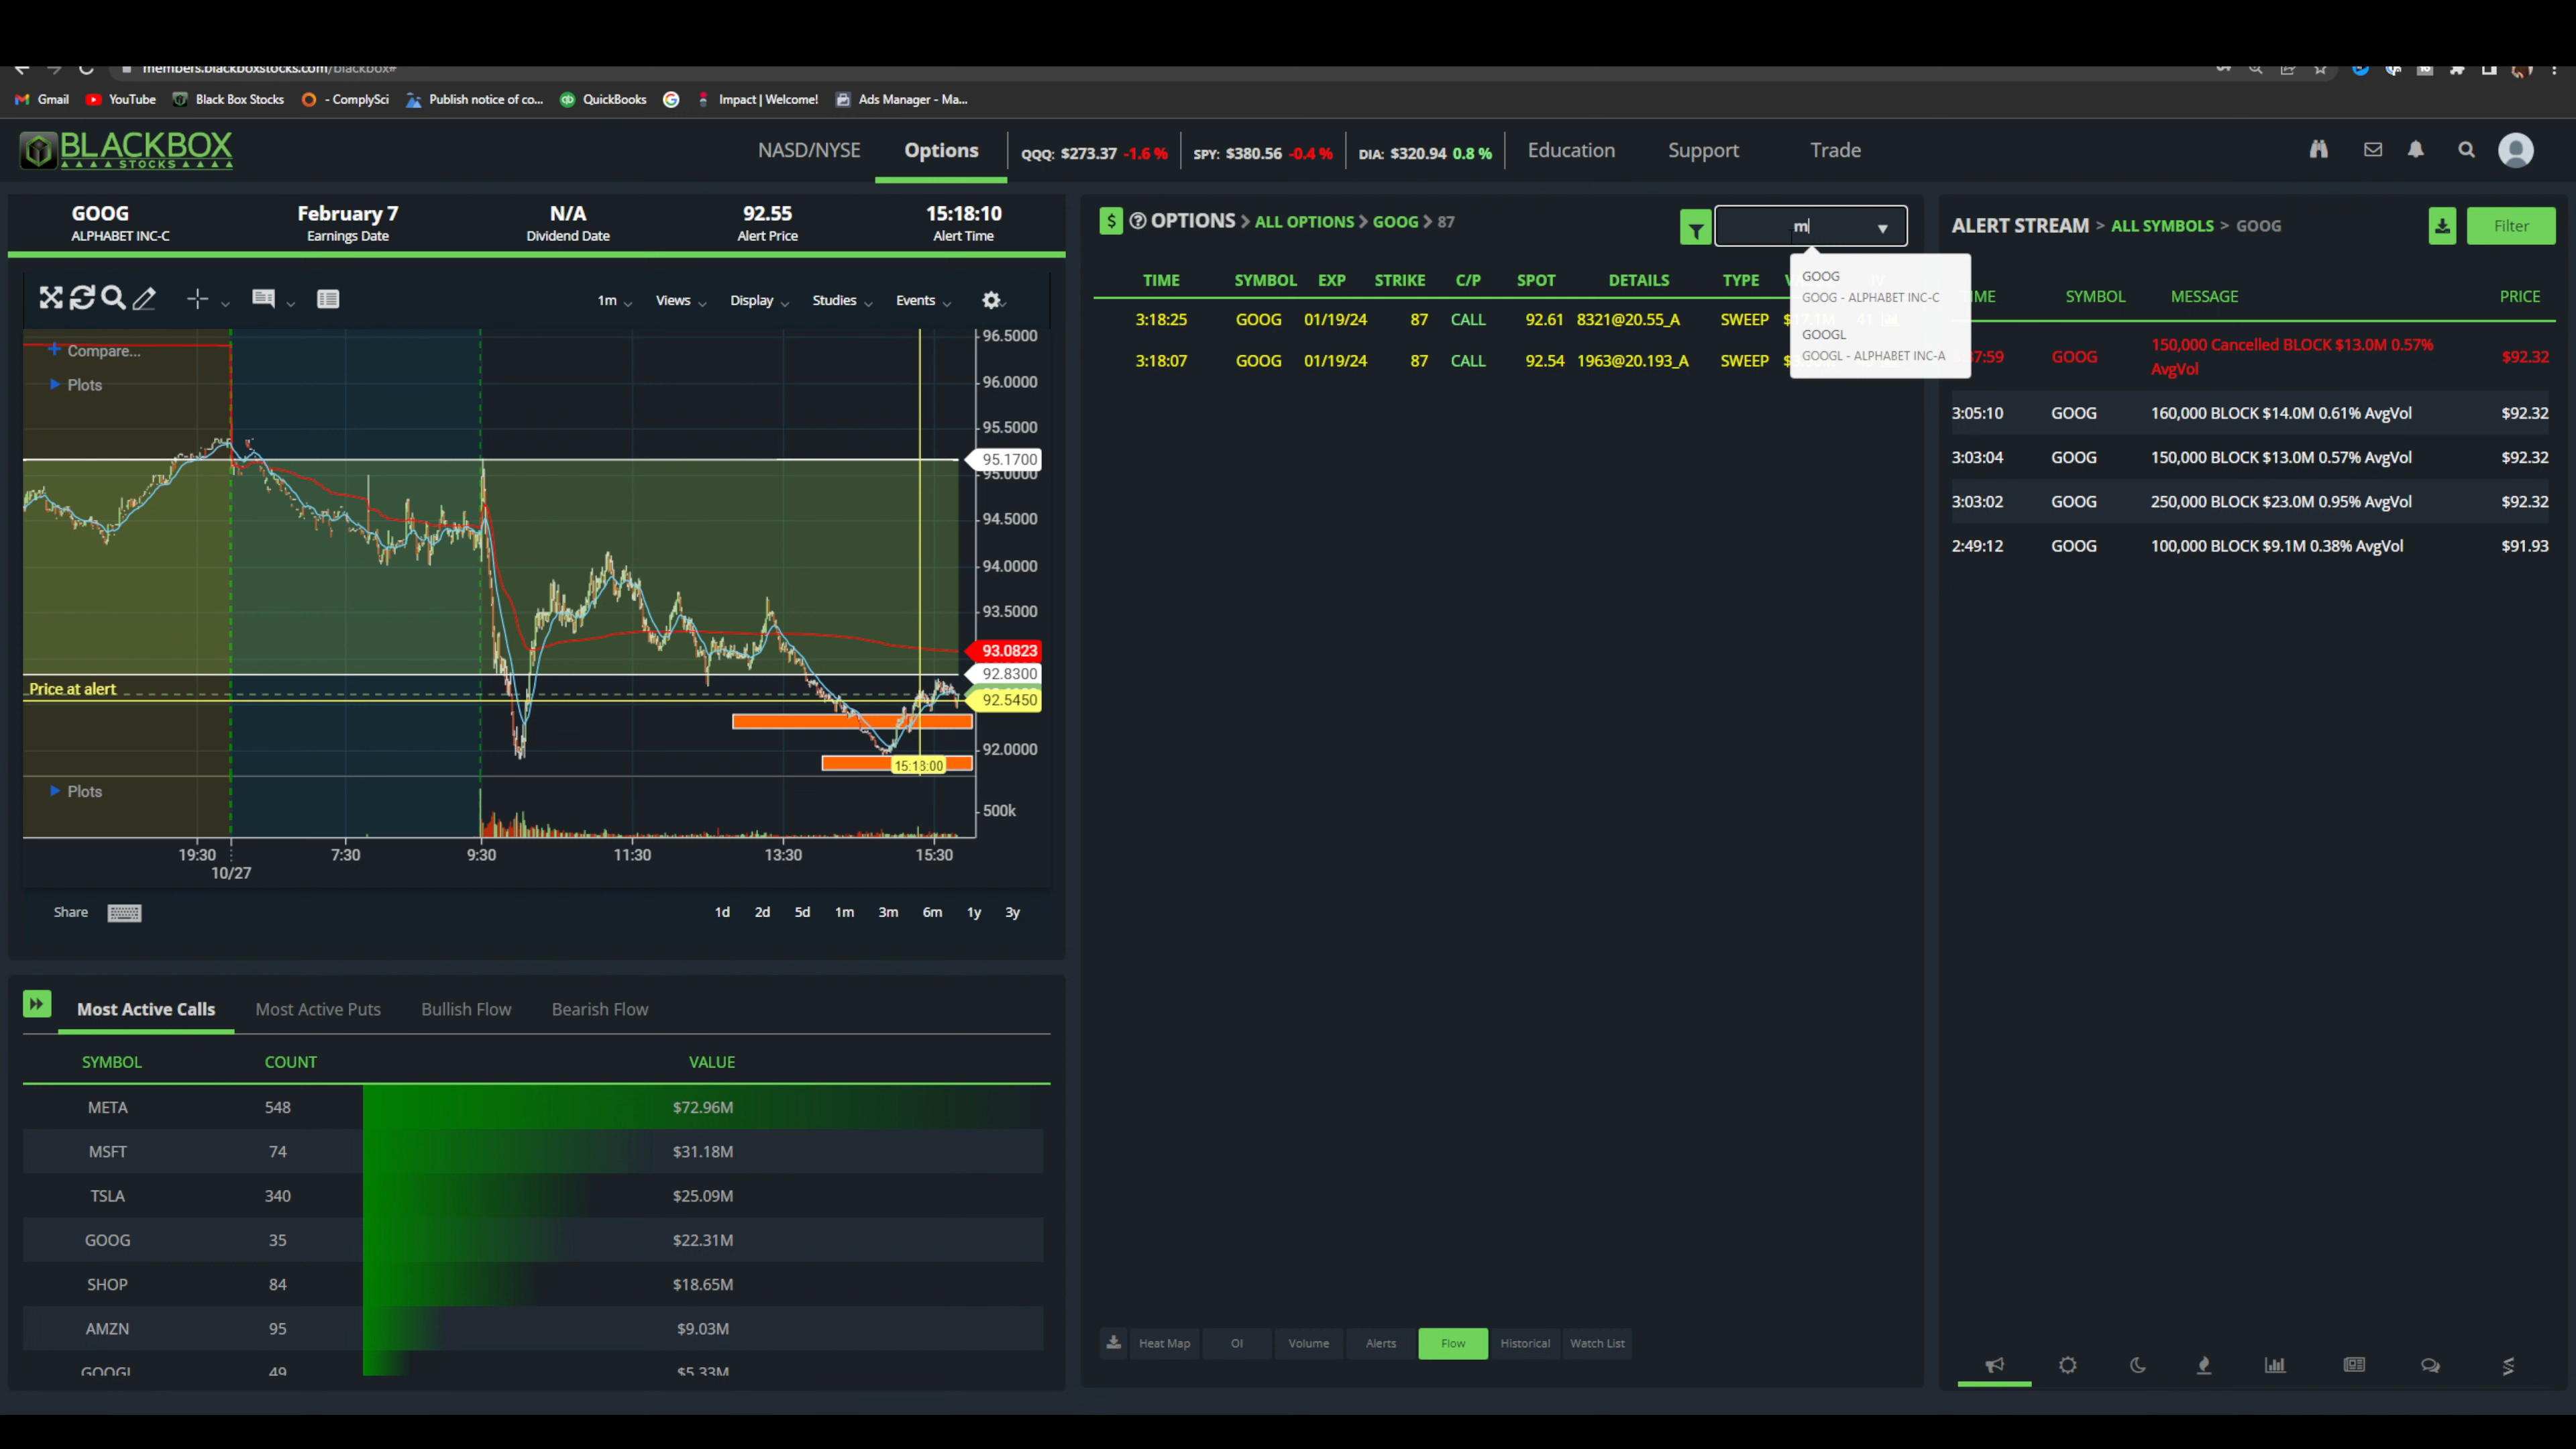 members.blackboxstocks.com/blackbox#
Gmail YouTube Black Box Stocks - ComplySci Publish notice of co... QuickBooks Impact | Welcome! Ads Manager - Ma...
BLACKBOX
STOCKS
NASD/NYSE Options QQQ: $273.37 -1.6 % SPY: $380.56 -0.4 % DIA: $320.94 0.8 % Education Support Trade
GOOG February 7 N/A 92.55 15:18:10
ALPHABET INC-C Earnings Date Dividend Date Alert Price Alert Time
1m Views Display Studies Events
Compare...
Plots
96.5000
96.0000
95.5000
95.1700
95.0000
94.5000
94.0000
93.5000
93.0823
92.8300
Price at alert
92.5450
92.0000
15:18:00
Plots
500k
19:30 7:30 9:30 11:30 13:30 15:30
10/27
Share 1d 2d 5d 1m 3m 6m 1y 3y
Most Active Calls Most Active Puts Bullish Flow Bearish Flow
SYMBOL COUNT VALUE
META 548 $72.96M
MSFT 74 $31.18M
TSLA 340 $25.09M
GOOG 35 $22.31M
SHOP 84 $18.65M
AMZN 95 $9.03M
GOOGL 49 $5.33M
$ OPTIONS > ALL OPTIONS > GOOG > 87
m
TIME SYMBOL EXP STRIKE C/P SPOT DETAILS TYPE
3:18:25 GOOG 01/19/24 87 CALL 92.61 8321@20.55_A SWEEP
3:18:07 GOOG 01/19/24 87 CALL 92.54 1963@20.193_A SWEEP
GOOG
GOOG - ALPHABET INC-C
GOOGL
GOOGL - ALPHABET INC-A
Heat Map OI Volume Alerts Flow Historical Watch List
ALERT STREAM > ALL SYMBOLS > GOOG Filter
SYMBOL MESSAGE PRICE
GOOG 150,000 Cancelled BLOCK $13.0M 0.57% AvgVol $92.32
3:05:10 GOOG 160,000 BLOCK $14.0M 0.61% AvgVol $92.32
3:03:04 GOOG 150,000 BLOCK $13.0M 0.57% AvgVol $92.32
3:03:02 GOOG 250,000 BLOCK $23.0M 0.95% AvgVol $92.32
2:49:12 GOOG 100,000 BLOCK $9.1M 0.38% AvgVol $91.93